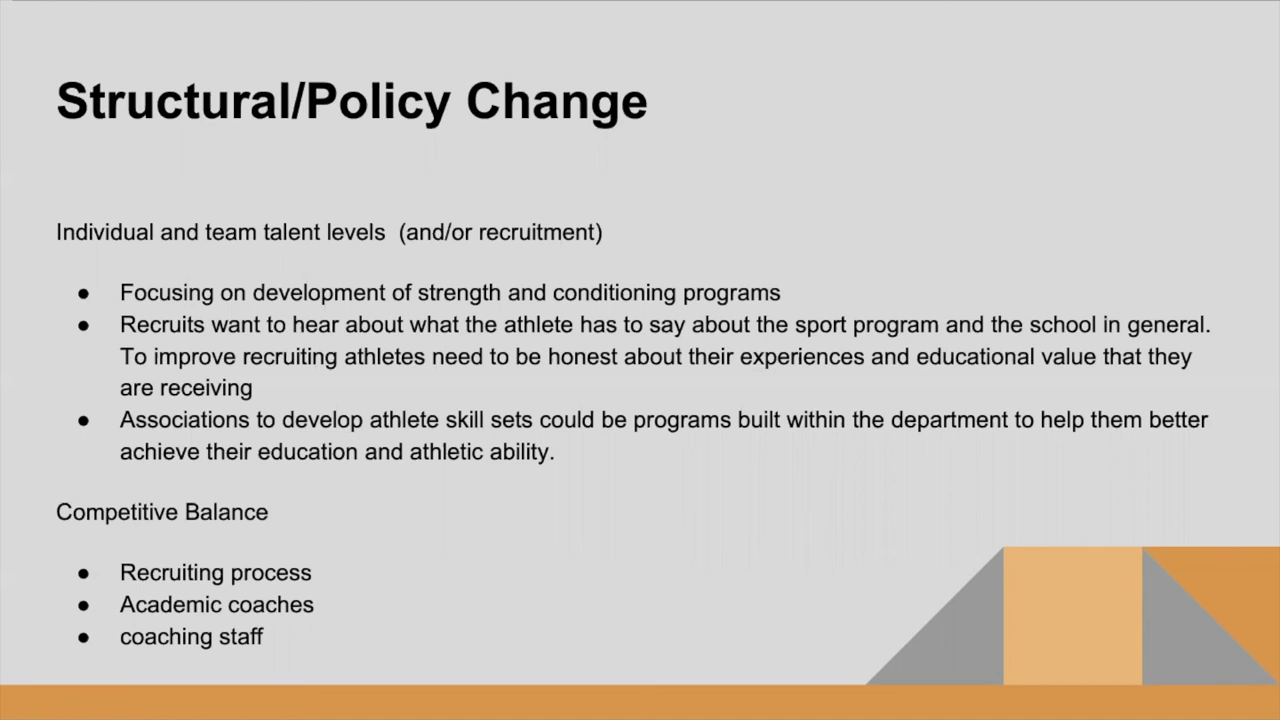 Structural/Policy Change
Individual and team talent levels  (and/or recruitment)
● Focusing on development of strength and conditioning programs
● Recruits want to hear about what the athlete has to say about the sport program and the school in general.
To improve recruiting athletes need to be honest about their experiences and educational value that they
are receiving
● Associations to develop athlete skill sets could be programs built within the department to help them better
achieve their education and athletic ability.
Competitive Balance
● Recruiting process
● Academic coaches
● coaching staff